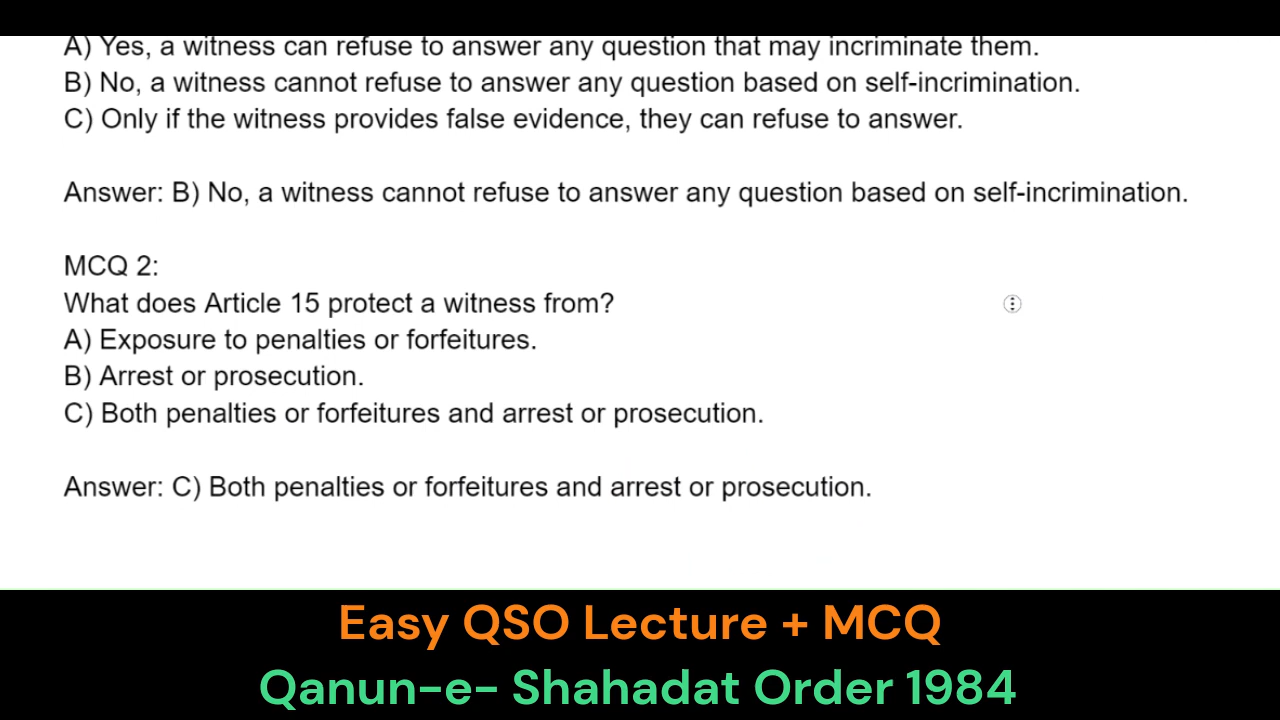 A) Yes, a witness can refuse to answer any question that may incriminate them.
B) No, a witness cannot refuse to answer any question based on self-incrimination.
C) Only if the witness provides false evidence, they can refuse to answer.
Answer: B) No, a witness cannot refuse to answer any question based on self-incrimination.
MCQ 2:
What does Article 15 protect a witness from?
A) Exposure to penalties or forfeitures.
B) Arrest or prosecution.
C) Both penalties or forfeitures and arrest or prosecution.
Answer: C) Both penalties or forfeitures and arrest or prosecution.
Easy QSO Lecture + MCQ
Qanun-e- Shahadat Order 1984